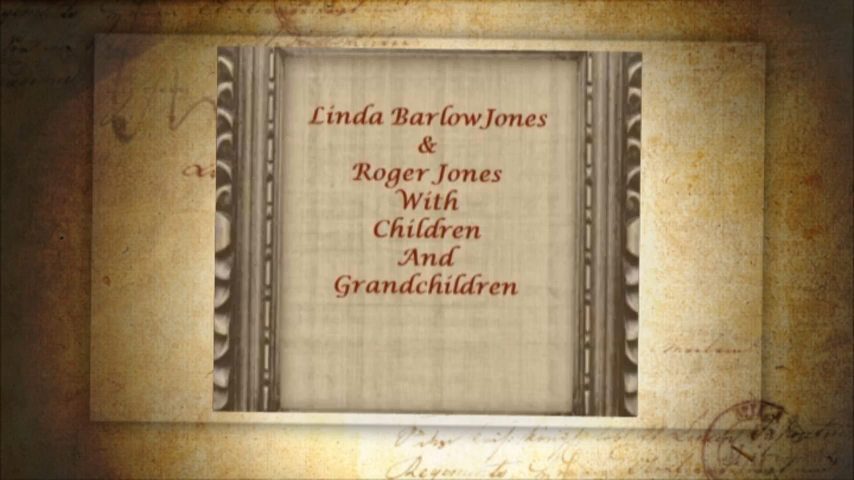 Linda BarlowJones
&
Roger Jones
With
Children
And
Grandchildren